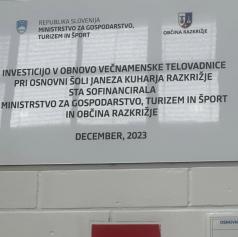 REPUBLIKA SLOVENIJA
MINISTRSTVO ZA GOSPODARSTVO,
TURIZEM IN ŠPORT
OBČINA RAZKRIŽJE
INVESTICIJO V OBNOVO VEČNAMENSKE TELOVADNICE
PRI OSNOVNI ŠOLI JANEZA KUHARJA RAZKRIŽJE
STA SOFINANCIRALA
MINISTRSTVO ZA GOSPODARSTVO, TURIZEM IN ŠPORT
IN OBČINA RAZKRIŽJE
DECEMBER, 2023